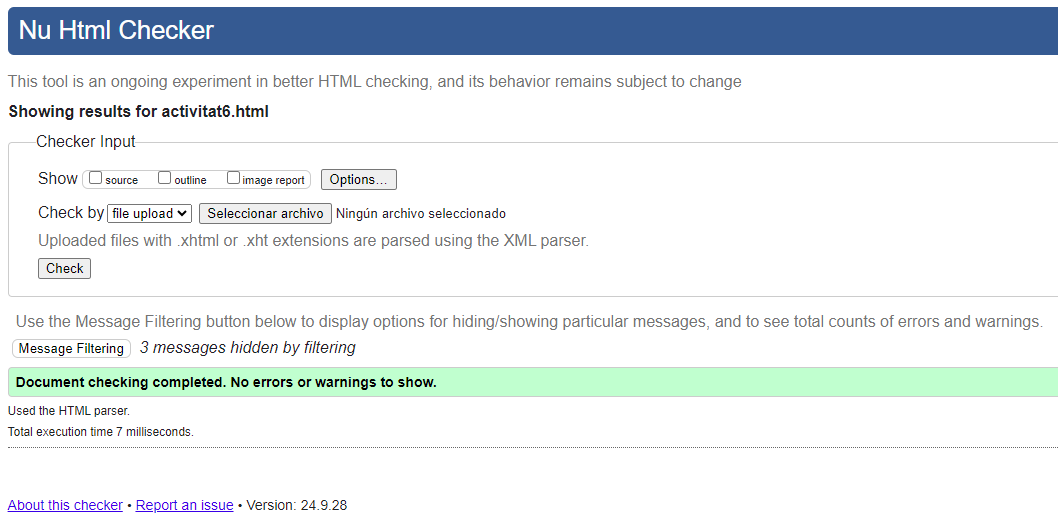 Nu Html Checker
This tool is an ongoing experiment in better HTML checking, and its behavior remains subject to change
Showing results for activitat6.html
Checker Input
Show source outline image report Options...
Check by file upload Seleccionar archivo Ningún archivo seleccionado
Uploaded files with .xhtml or .xht extensions are parsed using the XML parser.
Check
Use the Message Filtering button below to display options for hiding/showing particular messages, and to see total counts of errors and warnings.
Message Filtering 3 messages hidden by filtering
Document checking completed. No errors or warnings to show.
Used the HTML parser.
Total execution time 7 milliseconds.
About this checker • Report an issue • Version: 24.9.28